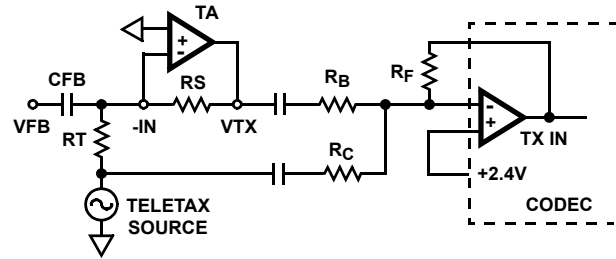 TA
+
-
CFB
RS
RB
RF
-
+
VFB
-IN
VTX
TX IN
RT
RC
+2.4V
TELETAX
SOURCE
CODEC